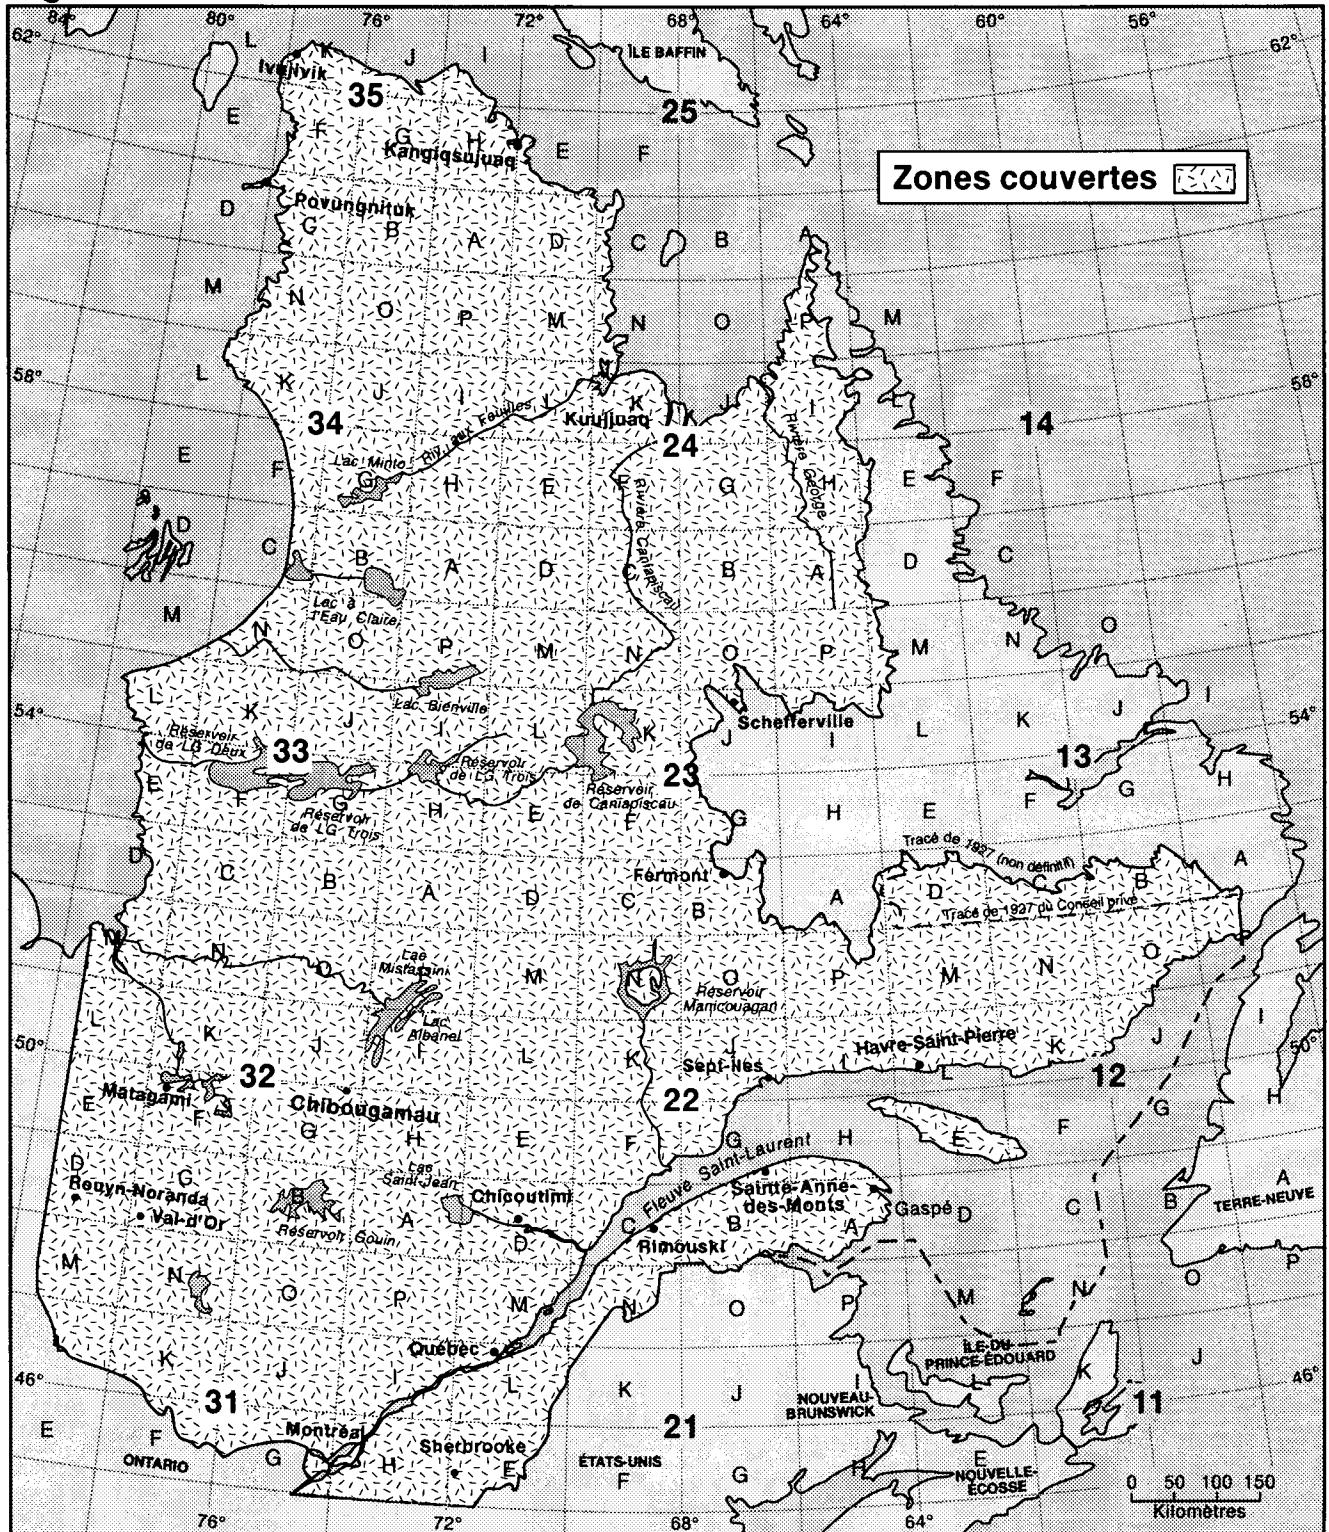 84° 80° 76° 72° 68° 64° 60° 56°
62° L K J I ÎLE BAFFIN 62°
Ivujivik
35
25
E F G H E F
Kangiqsujuaq
Zones couvertes
D Povungnituk
G B A D C B A
M N O P M N O P M
58° L K J I L K K J I L 58°
34 Riv. aux Feuilles Kuujjuaq 24 14
Rivière George
Lac Minto
E F G H E F G H E F
Rivière Caniapiscau
D C B A D C B A D C
M Lac à
l'Eau Claire
N O P M N O P M N O
L K J I L K J I L K J I
Lac Bienville
54° Schefferville 54°
Réservoir
de LG Deux
33 23 13
Réservoir
de LG Trois
Réservoir
de Caniapiscau
E F G H E F G H E F G H
Réservoir
de LG Trois
Tracé de 1927 (non définitif)
D C B A D C B A D C B A
Fermont
Tracé de 1927 du Conseil privé
M N O M N O P M N O
Lac
Mistassini
Réservoir
Manicouagan
L K J I L K J I L K J I
Lac
Albanel
50° Havre-Saint-Pierre 50°
Sept-Iles
32 22 12
Matagami Chibougamau
E F G H E F G H E F G H
Fleuve Saint-Laurent
D G B A D C B A D C B A
Lac
Saint-Jean
Rouyn-Noranda Chicoutimi Sainte-Anne-
des-Monts
Gaspé TERRE-NEUVE
Val-d'Or Réservoir Gouin Rimouski
M N O P M N O P M N O P
Québec ÎLE-DU-
PRINCE-ÉDOUARD
K J I L K J I L K J
46° 46°
31 21 11
NOUVEAU-
BRUNSWICK
Montréal Sherbrooke
E F G H E F G H E
ONTARIO ÉTATS-UNIS NOUVELLE-
ÉCOSSE
0 50 100 150
Kilomètres
76° 72° 68° 64°